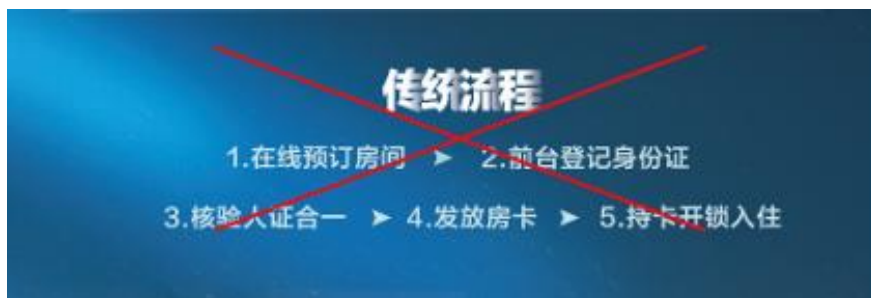 传统流程
1.在线预订房间 ➤ 2.前台登记身份证
3.核验人证合一 ➤ 4.发放房卡 ➤ 5.持卡开锁入住